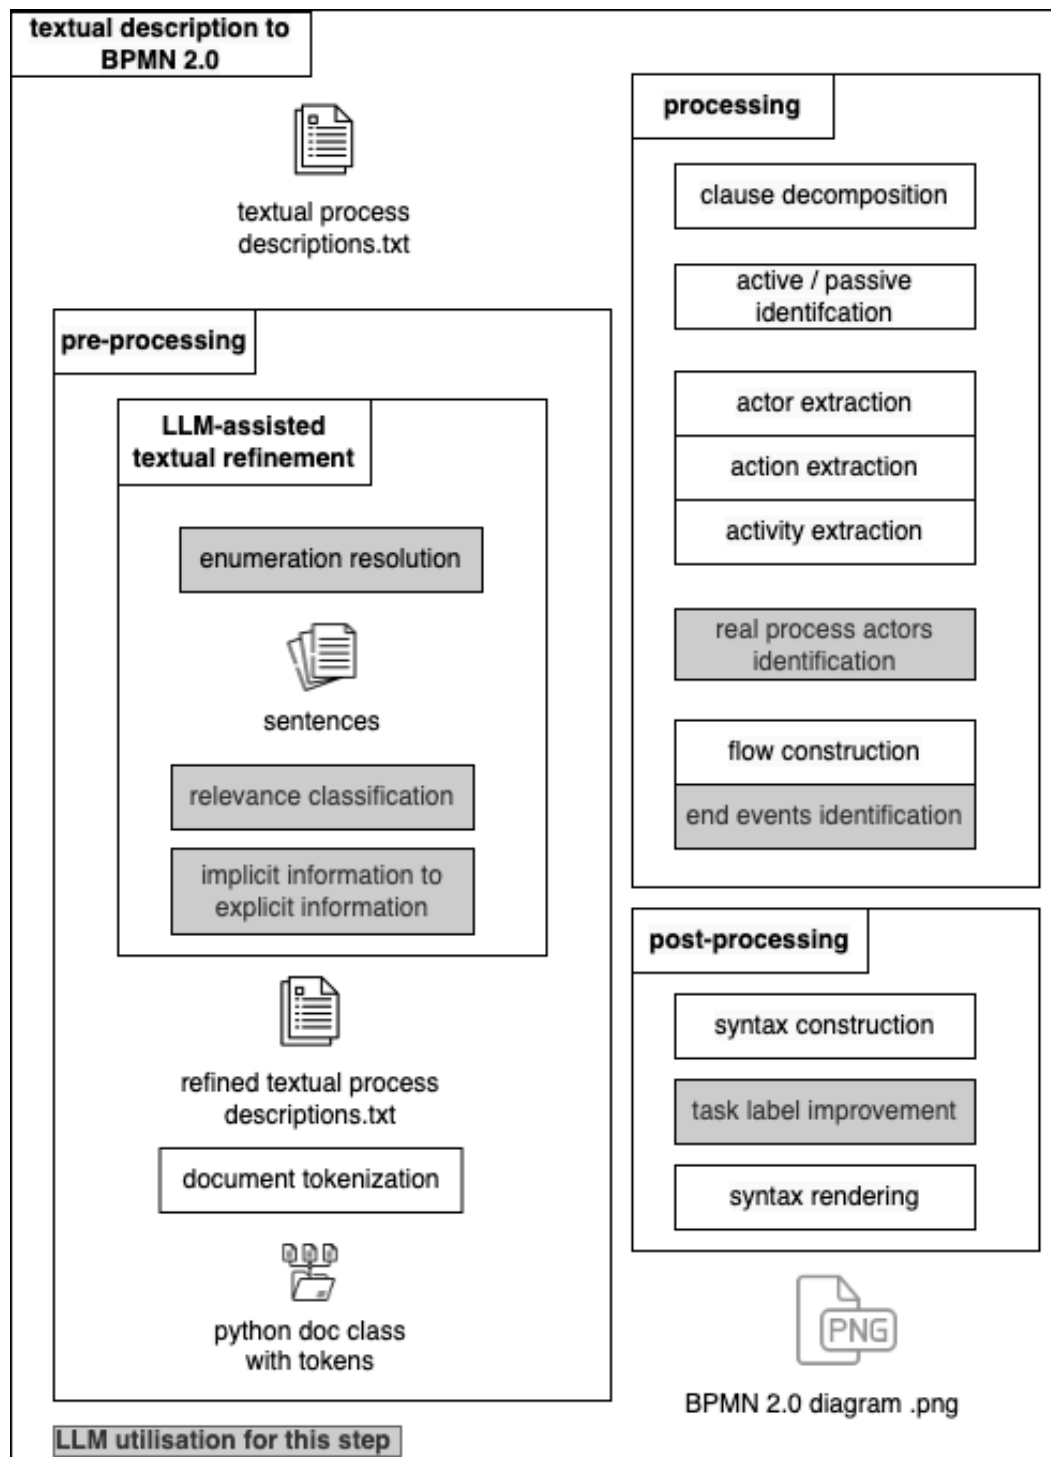 textual description to
BPMN 2.0
textual process
descriptions.txt
pre-processing
LLM-assisted
textual refinement
enumeration resolution
sentences
relevance classification
implicit information to
explicit information
refined textual process
descriptions.txt
document tokenization
python doc class
with tokens
LLM utilisation for this step
processing
clause decomposition
active / passive
identifcation
actor extraction
action extraction
activity extraction
real process actors
identification
flow construction
end events identification
post-processing
syntax construction
task label improvement
syntax rendering
PNG
BPMN 2.0 diagram .png